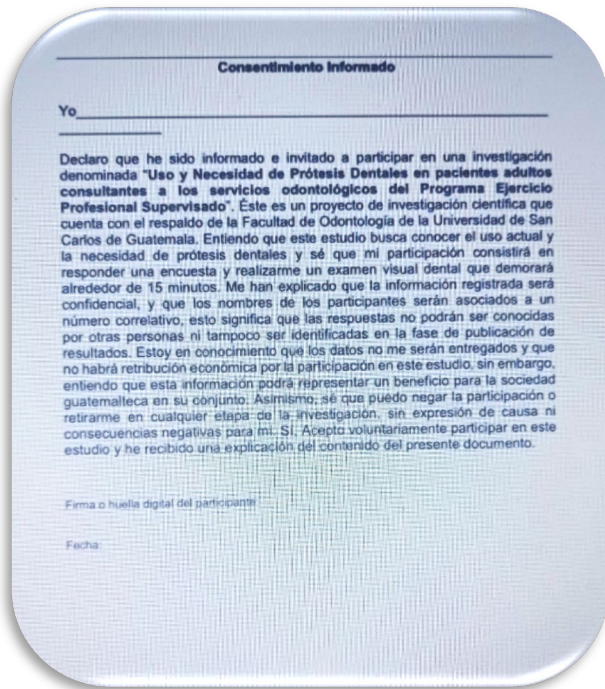 Consentimiento Informado
Yo
Declaro que he sido informado e invitado a participar en una investigación
denominada "Uso y Necesidad de Prótesis Dentales en pacientes adultos
consultantes a los servicios odontológicos del Programa Ejercicio
Profesional Supervisado". Éste es un proyecto de investigación científica que
cuenta con el respaldo de la Facultad de Odontología de la Universidad de San
Carlos de Guatemala. Entiendo que este estudio busca conocer el uso actual y
la necesidad de prótesis dentales y sé que mi participación consistirá en
responder una encuesta y realizarme un examen visual dental que demorará
alrededor de 15 minutos. Me han explicado que la información registrada será
confidencial, y que los nombres de los participantes serán asociados a un
número correlativo, esto significa que las respuestas no podrán ser conocidas
por otras personas ni tampoco ser identificadas en la fase de publicación de
resultados. Estoy en conocimiento que los datos no me serán entregados y que
no habrá retribución económica por la participación en este estudio, sin embargo,
entiendo que esta información podrá representar un beneficio para la sociedad
guatemalteca en su conjunto. Asimismo, sé que puedo negar la participación o
retirarme en cualquier etapa de la investigación, sin expresión de causa ni
consecuencias negativas para mí. Sí. Acepto voluntariamente participar en este
estudio y he recibido una explicación del contenido del presente documento.
Firma o huella digital del participante
Fecha: